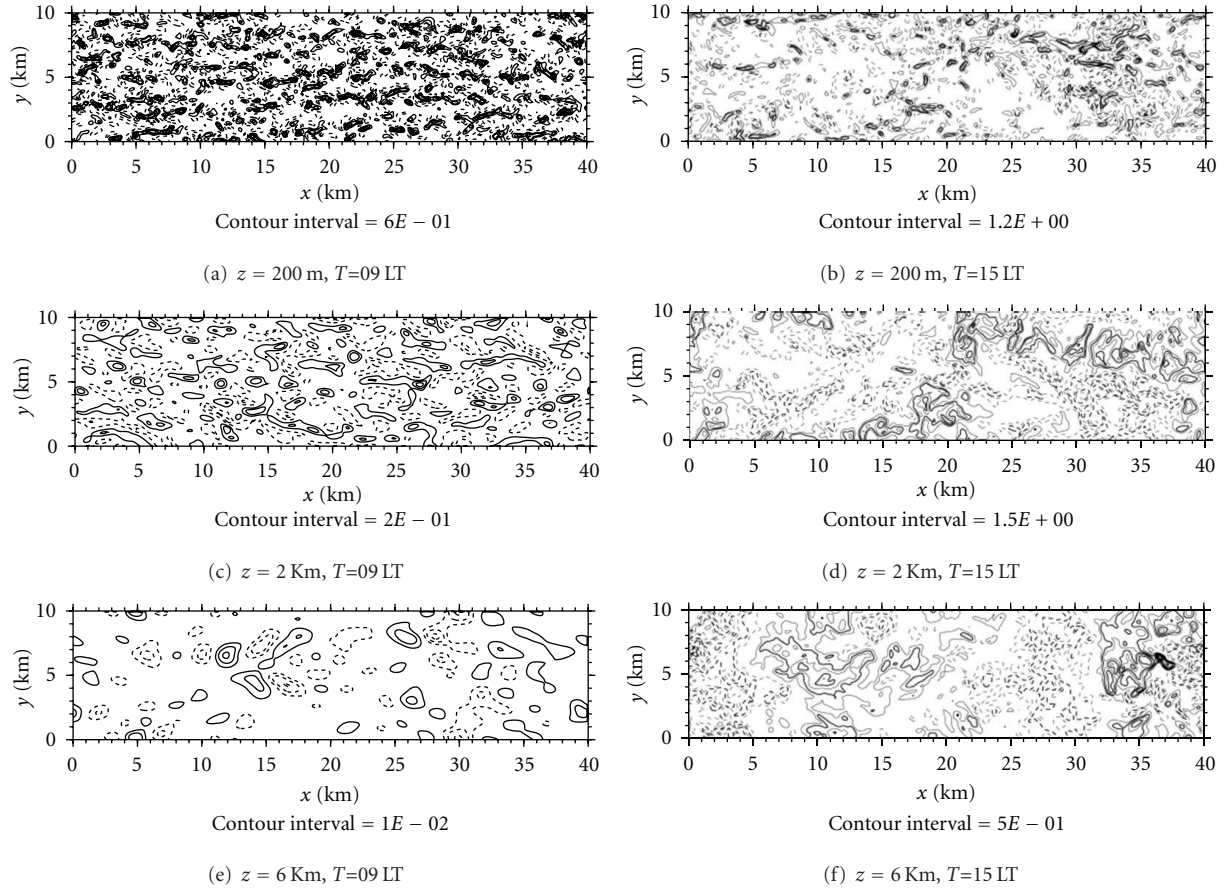 10
y (km)
5
0
0 5 10 15 20 25 30 35 40
x (km)
Contour interval = 6E − 01
(a) z = 200 m, T=09 LT
10
y (km)
5
0
0 5 10 15 20 25 30 35 40
x (km)
Contour interval = 1.2E + 00
(b) z = 200 m, T=15 LT
10
y (km)
5
0
0 5 10 15 20 25 30 35 40
x (km)
Contour interval = 2E − 01
(c) z = 2 Km, T=09 LT
10
y (km)
5
0
0 5 10 15 20 25 30 35 40
x (km)
Contour interval = 1.5E + 00
(d) z = 2 Km, T=15 LT
10
y (km)
5
0
0 5 10 15 20 25 30 35 40
x (km)
Contour interval = 1E − 02
(e) z = 6 Km, T=09 LT
10
y (km)
5
0
0 5 10 15 20 25 30 35 40
x (km)
Contour interval = 5E − 01
(f) z = 6 Km, T=15 LT